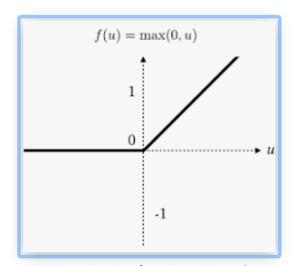 f(u) = max(0, u)
1
0
u
-1